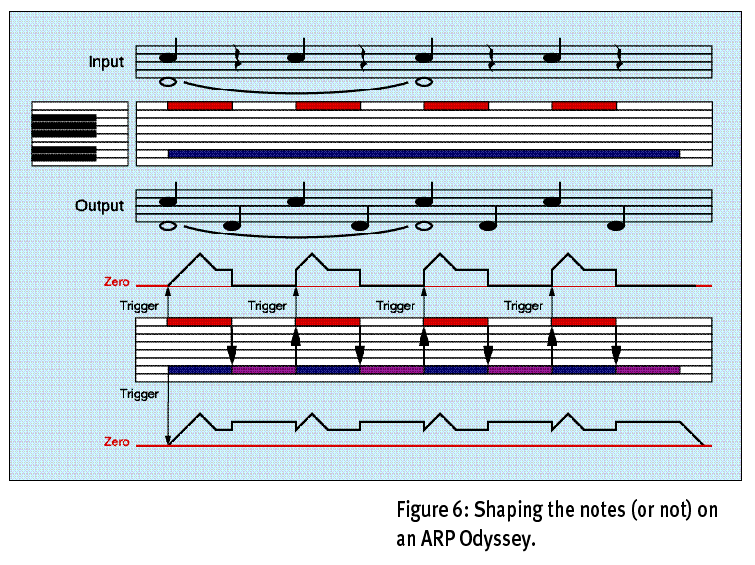 Input
Output
Zero
Trigger Trigger Trigger Trigger
Trigger
Zero
Figure 6: Shaping the notes (or not) on
an ARP Odyssey.